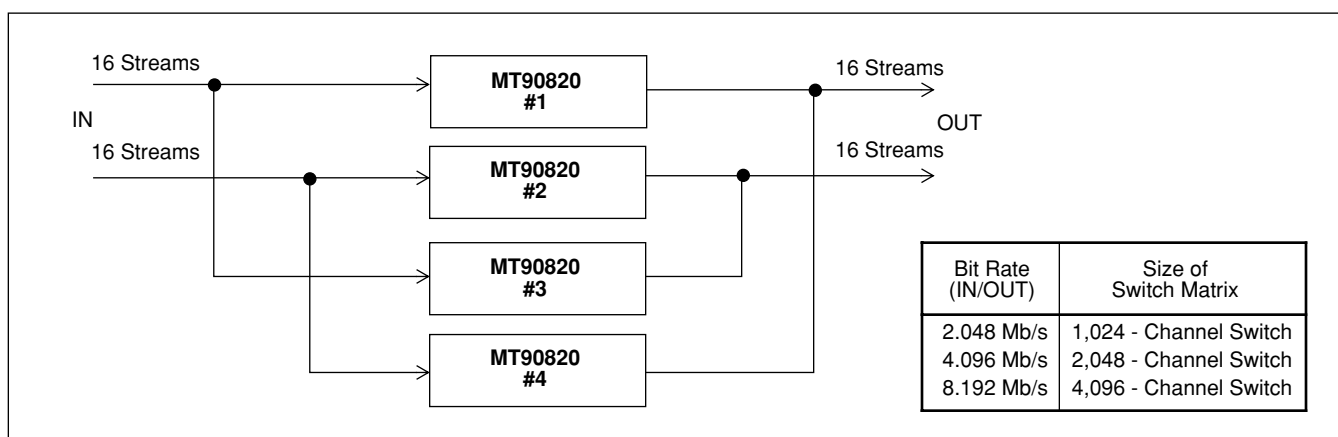 16 Streams
IN
16 Streams
MT90820
#1
MT90820
#2
MT90820
#3
MT90820
#4
16 Streams
OUT
16 Streams
Bit Rate
(IN/OUT)
Size of
Switch Matrix
2.048 Mb/s
1,024 - Channel Switch
4.096 Mb/s
2,048 - Channel Switch
8.192 Mb/s
4,096 - Channel Switch